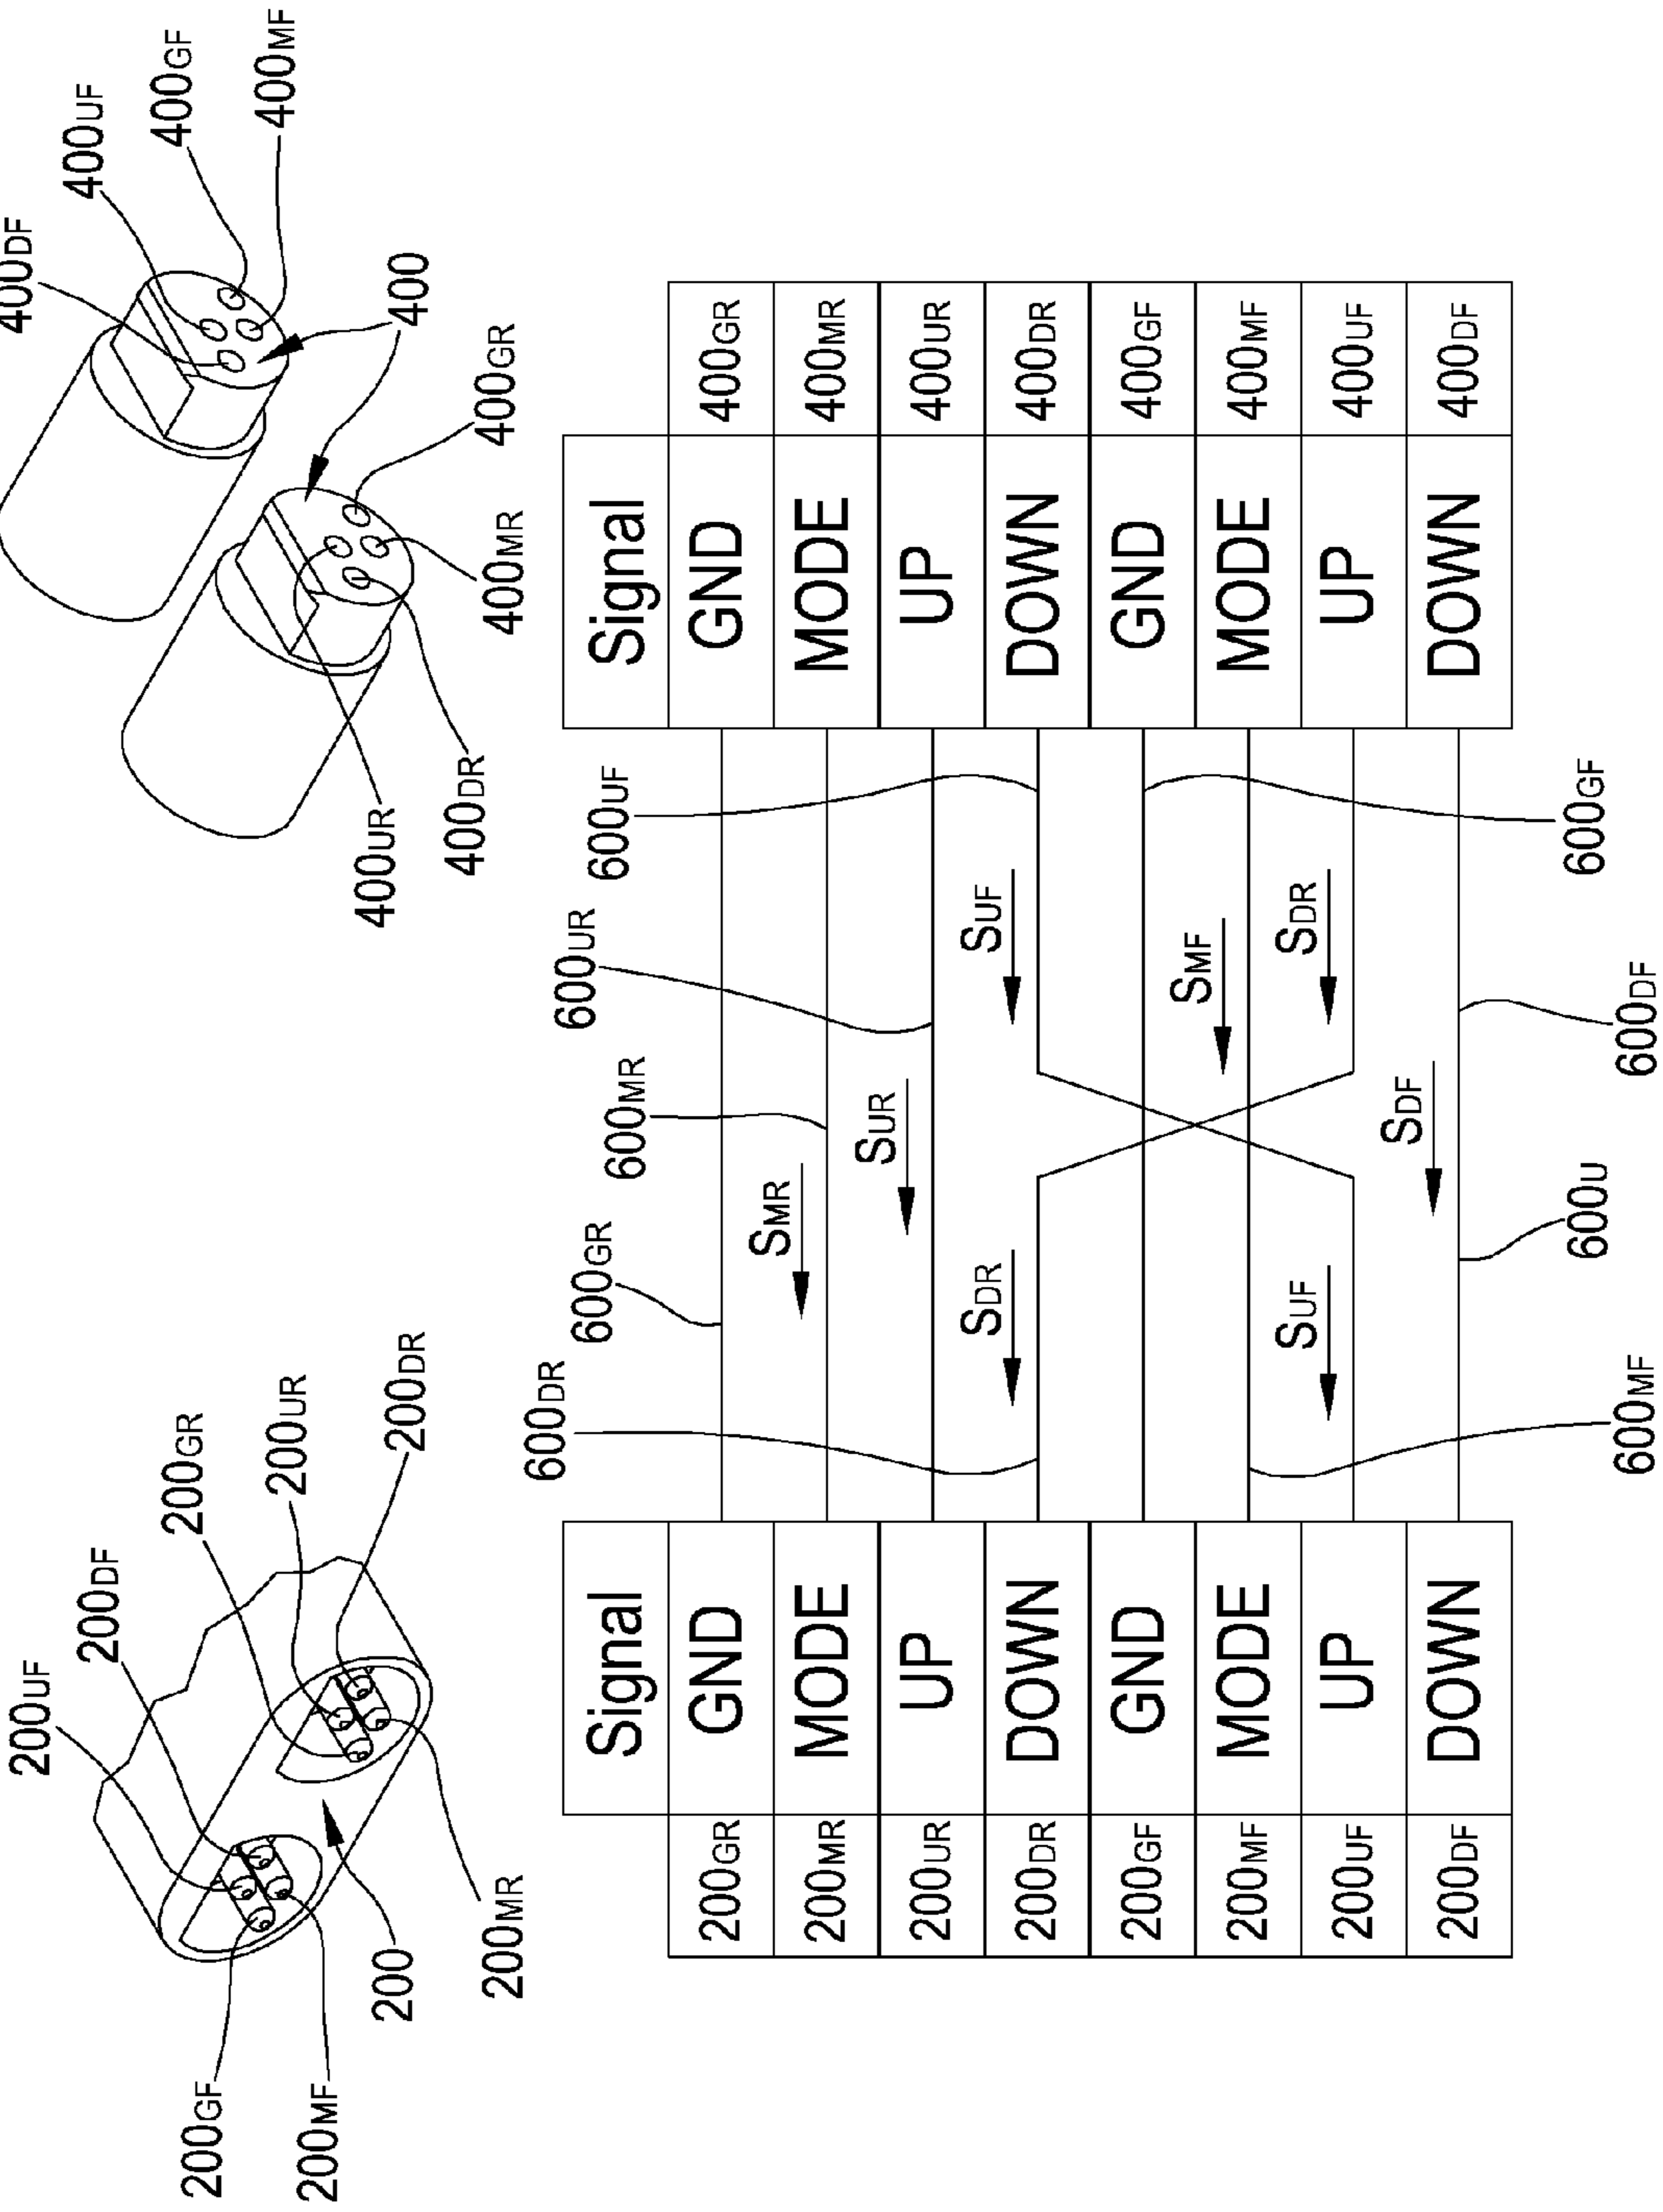 200UF
200DF
200GR
200UR
200DR
200GF
200MF
200
200MR
400DF
400UF
400GF
400MF
400
400GR
400MR
400UR
400DR
Signal
200GR GND
200MR MODE
200UR UP
200DR DOWN
200GF GND
200MF MODE
200UF UP
200DF DOWN
600DR
600GR
600MR
600UR
600UF
SMR
SUR
SDR
SUF
SMF
SUF
SDR
SDF
600MF
600U
600DF
600GF
Signal
GND 400GR
MODE 400MR
UP 400UR
DOWN 400DR
GND 400GF
MODE 400MF
UP 400UF
DOWN 400DF